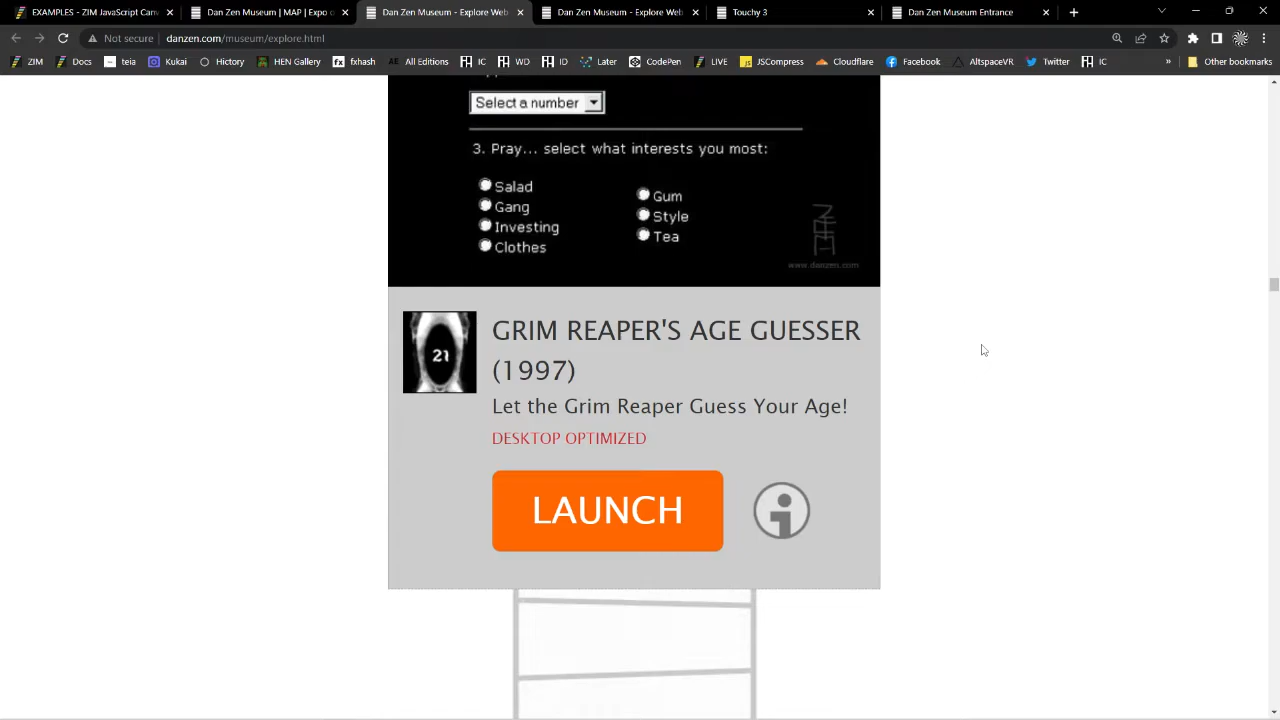 EXAMPLES - ZIM JavaScript Canv
Dan Zen Museum | MAP | Expo o
Dan Zen Museum - Explore Web
Dan Zen Museum - Explore Web
Touchy 3
Dan Zen Museum Entrance
Not secure
danzen.com/museum/explore.html
ZIM
Docs
teia
Kukai
Hictory
HEN Gallery
fxhash
AE All Editions
IC
WD
ID
Later
CodePen
LIVE
JS JSCompress
Cloudflare
Facebook
AltspaceVR
Twitter
IC
»
Other bookmarks
Select a number
3. Pray... select what interests you most:
Salad
Gum
Gang
Style
Investing
Tea
Clothes
ZEN
www.danzen.com
21
GRIM REAPER'S AGE GUESSER
(1997)
Let the Grim Reaper Guess Your Age!
DESKTOP OPTIMIZED
LAUNCH
i